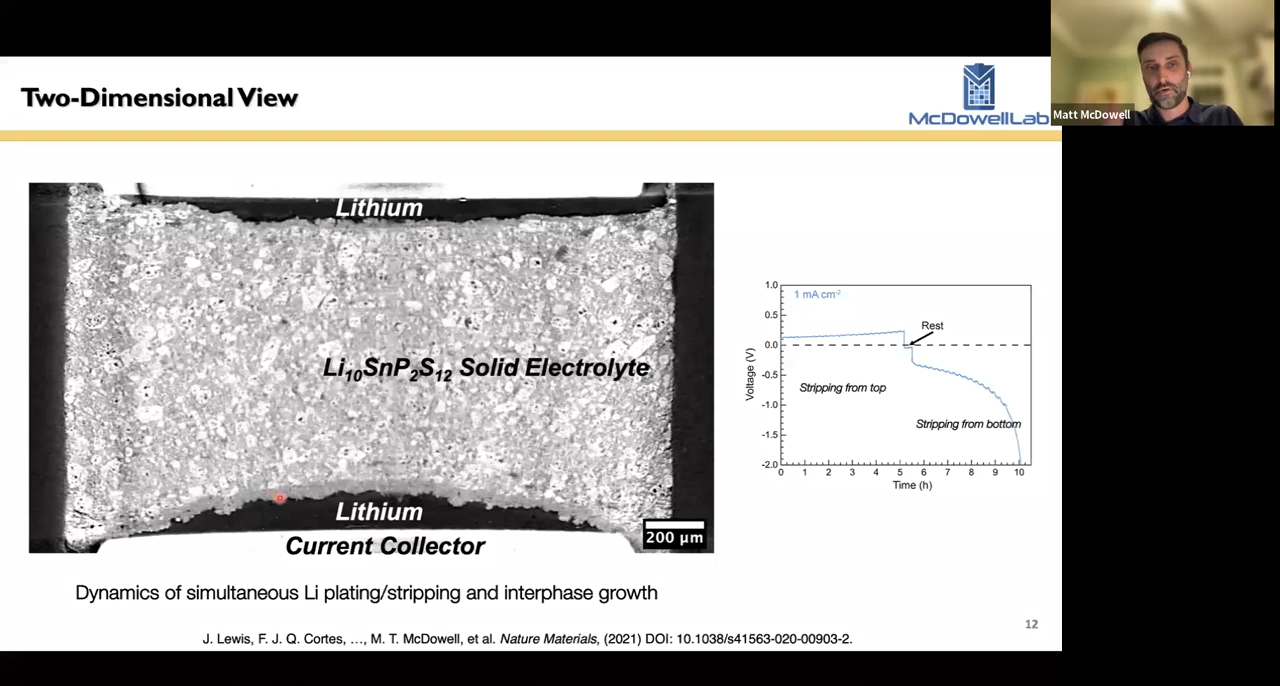 Two-Dimensional View
McDowellLab
Matt McDowell
Lithium
Li10SnP2S12 Solid Electrolyte
Lithium
Current Collector
200 µm
1 mA cm-2
Rest
Stripping from top
Stripping from bottom
Voltage (V)
1.0
0.5
0.0
-0.5
-1.0
-1.5
-2.0
0 1 2 3 4 5 6 7 8 9 10
Time (h)
Dynamics of simultaneous Li plating/stripping and interphase growth
12
J. Lewis, F. J. Q. Cortes, …, M. T. McDowell, et al. Nature Materials, (2021) DOI: 10.1038/s41563-020-00903-2.